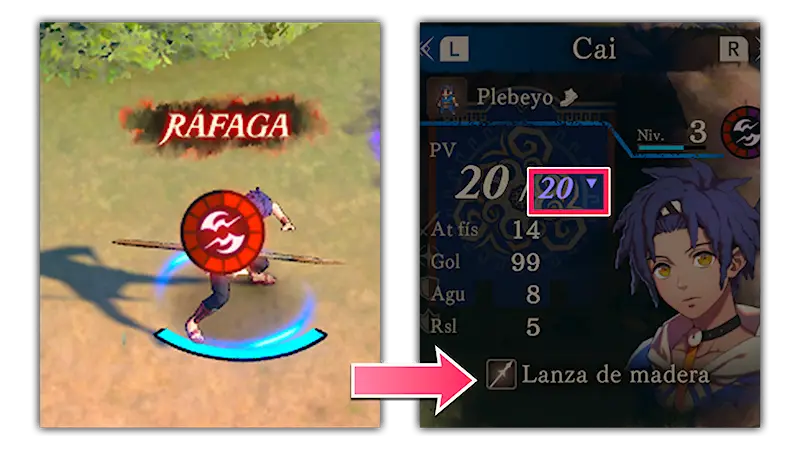 RÁFAGA
L Cai R
Plebeyo
Niv. 3
PV
20/20
At fís 14
Gol 99
Agu 8
Rsl 5
Lanza de madera